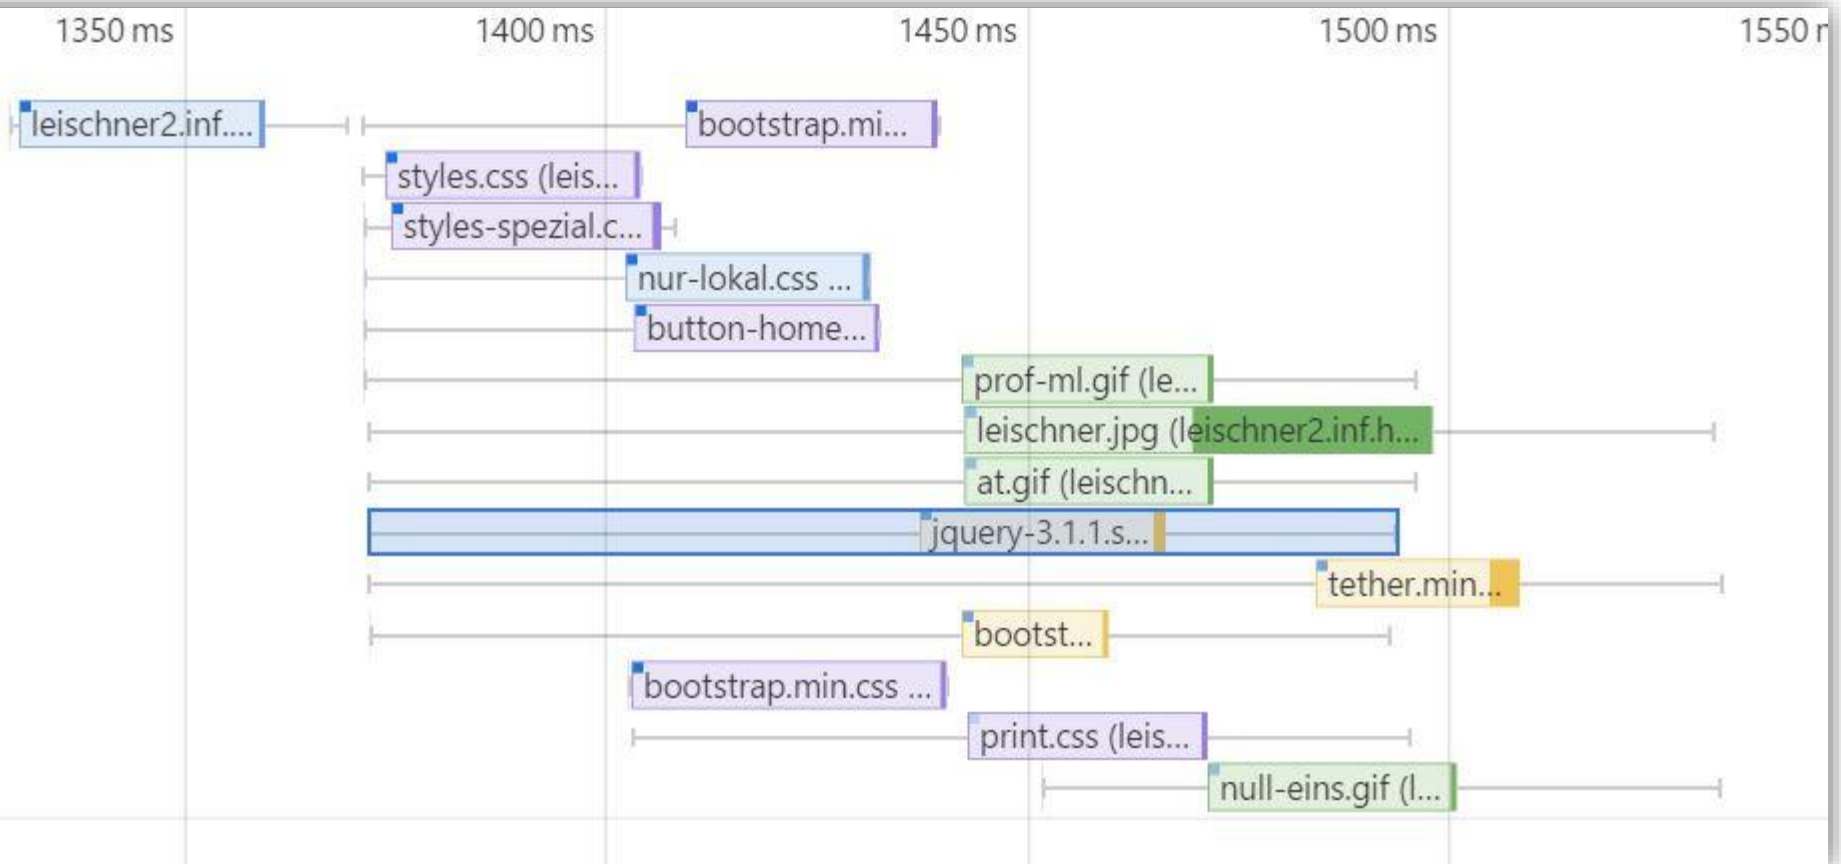 1350 ms 1400 ms 1450 ms 1500 ms 1550
leischner2.inf.... bootstrap.mi...
styles.css (leis...
styles-spezial.c...
nur-lokal.css ...
button-home...
prof-ml.gif (le...
leischner.jpg (leischner2.inf.h...
at.gif (leischn...
jquery-3.1.1.s...
tether.min...
bootst...
bootstrap.min.css ...
print.css (leis...
null-eins.gif (l...